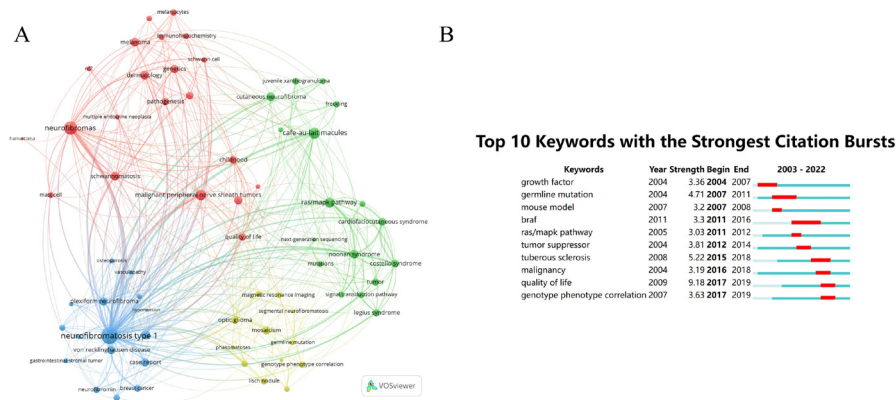 A
B
melanocytes
melanoma
immunohistochemistry
schwann cell
nf1
dermatology
genetics
pathogenesis
juvenile xanthogranuloma
cutaneous neurofibroma
freckling
multiple endocrine neoplasia
neurofibromas
cafe-au-lait macules
hamartoma
childhood
schwannomatosis
mast cell
malignant peripheral nerve sheath tumors
ras/mapk pathway
cardiofaciocutaneous syndrome
quality of life
next-generation sequencing
noonan syndrome
osteoporosis
mutations
costello syndrome
vasculopathy
tumor
magnetic resonance imaging
signal transduction pathway
plexiform neurofibroma
hypertension
segmental neurofibromatosis
legius syndrome
optic glioma
mosaicism
neurofibromatosis type 1
germline mutation
von recklinghausen disease
phakomatoses
gastrointestinal stromal tumor
case report
genotype phenotype correlation
lisch nodule
neurofibromin
breast cancer
VOSviewer
Top 10 Keywords with the Strongest Citation Bursts
Keywords Year Strength Begin End 2003 - 2022
growth factor 2004 3.36 2004 2007
germline mutation 2004 4.71 2007 2011
mouse model 2007 3.2 2007 2008
braf 2011 3.3 2011 2016
ras/mapk pathway 2005 3.03 2011 2012
tumor suppressor 2004 3.81 2012 2014
tuberous sclerosis 2008 5.22 2015 2018
malignancy 2004 3.19 2016 2018
quality of life 2009 9.18 2017 2019
genotype phenotype correlation 2007 3.63 2017 2019